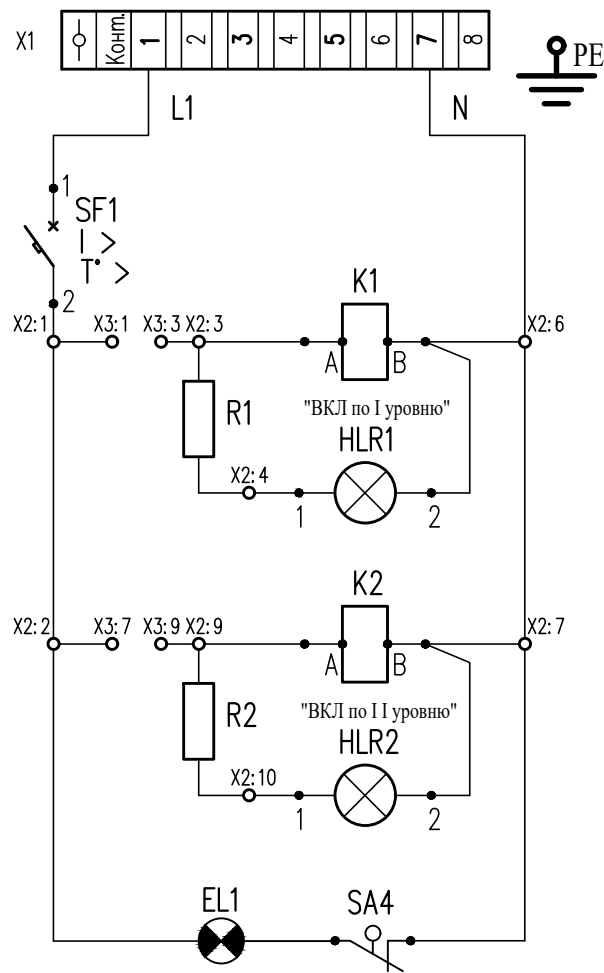 X1 Конт. 1 2 3 4 5 6 7 8
PE
L1 N
1
SF1
I >
T° >
2
X2:1 X3:1 X3:3 X2:3 K1 X2:6
A B
R1 "ВКЛ по I уровню"
HLR1
X2:4
1 2
K2
X2:2 X3:7 X3:9 X2:9 X2:7
A B
R2 "ВКЛ по I I уровню"
HLR2
X2:10
1 2
EL1 SA4